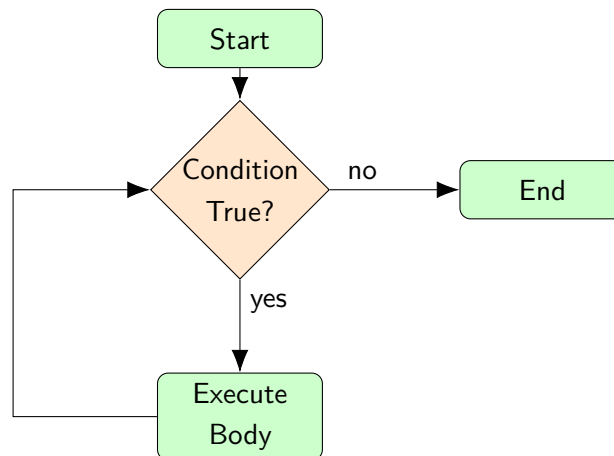 Start
Condition
True?
no
End
yes
Execute
Body